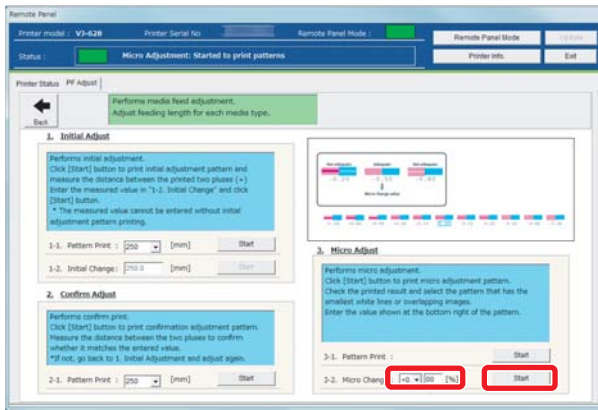 Remote Panel
Printer model : VJ-628 Printer Serial No Remote Panel Mode : Remote Panel Mode Update
Status : Micro Adjustment: Started to print patterns Printer Info. Exit
Printer Status PF Adjust
Back
Performs media feed adjustment.
Adjust feeding length for each media type.
1. Initial Adjust
Performs initial adjustment.
Click [Start] button to print initial adjustment pattern and
measure the distance between the two pluses (+)
Enter the measured value in "1-2. Initial Change" and click
[Start] button.
* The measured value cannot be entered without initial
adjustment pattern printing.
1-1. Pattern Print : 250 [mm] Start
1-2. Initial Change: 250.0 [mm] Start
2. Confirm Adjust
Performs confirm print.
Click [Start] button to print confirmation adjustment pattern.
Measure the distance between the two pluses to confirm
whether it matches the entered value.
*If not, go back to 1. Initial Adjustment and adjust again.
2-1. Pattern Print : 250 [mm] Start
Not adequate Adequate Not adequate
Micro change value
3. Micro Adjust
Performs micro adjustment.
Click [Start] button to print micro adjustment pattern.
Check the printed result and select the pattern that has the
smallest white lines or overlapping images.
Enter the value shown at the bottom right of the pattern.
3-1. Pattern Print : Start
3-2. Micro Chang +0. 00 [%] Start